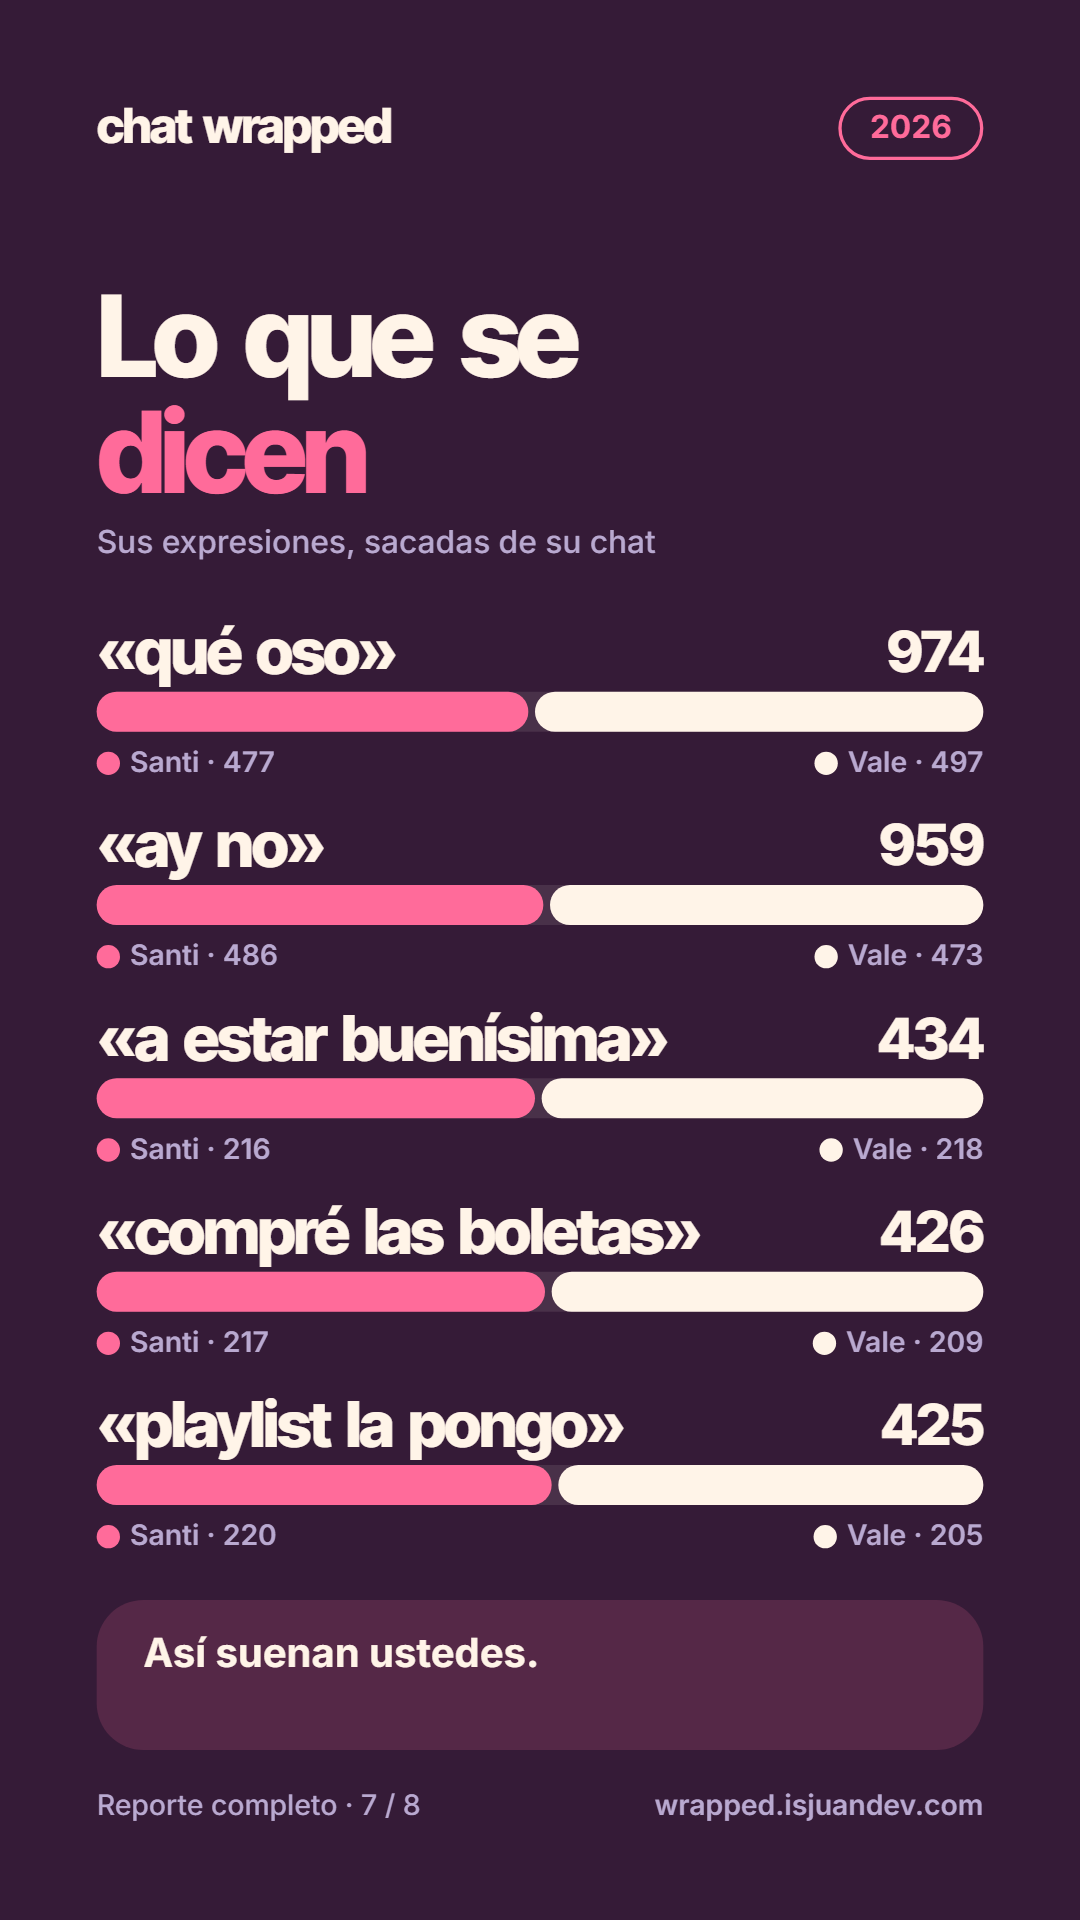 chat wrapped
2026
Lo que se
dicen
Sus expresiones, sacadas de su chat
«qué oso» 974
Santi · 477 Vale · 497
«ay no» 959
Santi · 486 Vale · 473
«a estar buenísima» 434
Santi · 216 Vale · 218
«compré las boletas» 426
Santi · 217 Vale · 209
«playlist la pongo» 425
Santi · 220 Vale · 205
Así suenan ustedes.
Reporte completo · 7 / 8 wrapped.isjuandev.com